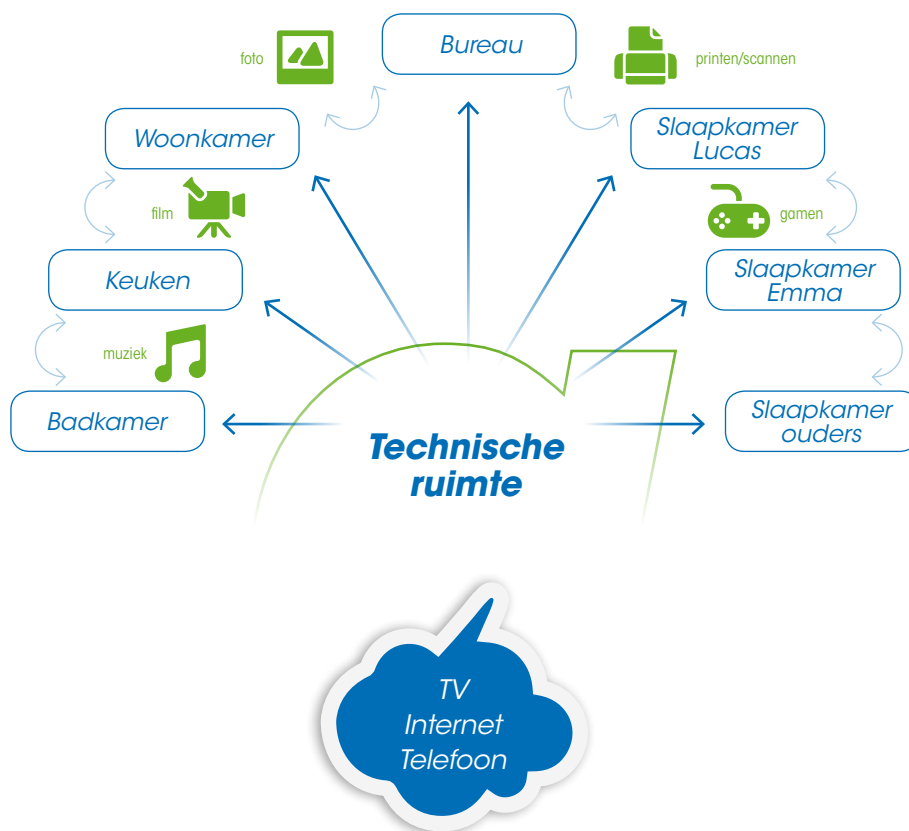 Bureau
foto
printen/scannen
Woonkamer
Slaapkamer
Lucas
film
gamen
Keuken
Slaapkamer
Emma
muziek
Badkamer
Slaapkamer
ouders
Technische
ruimte
TV
Internet
Telefoon